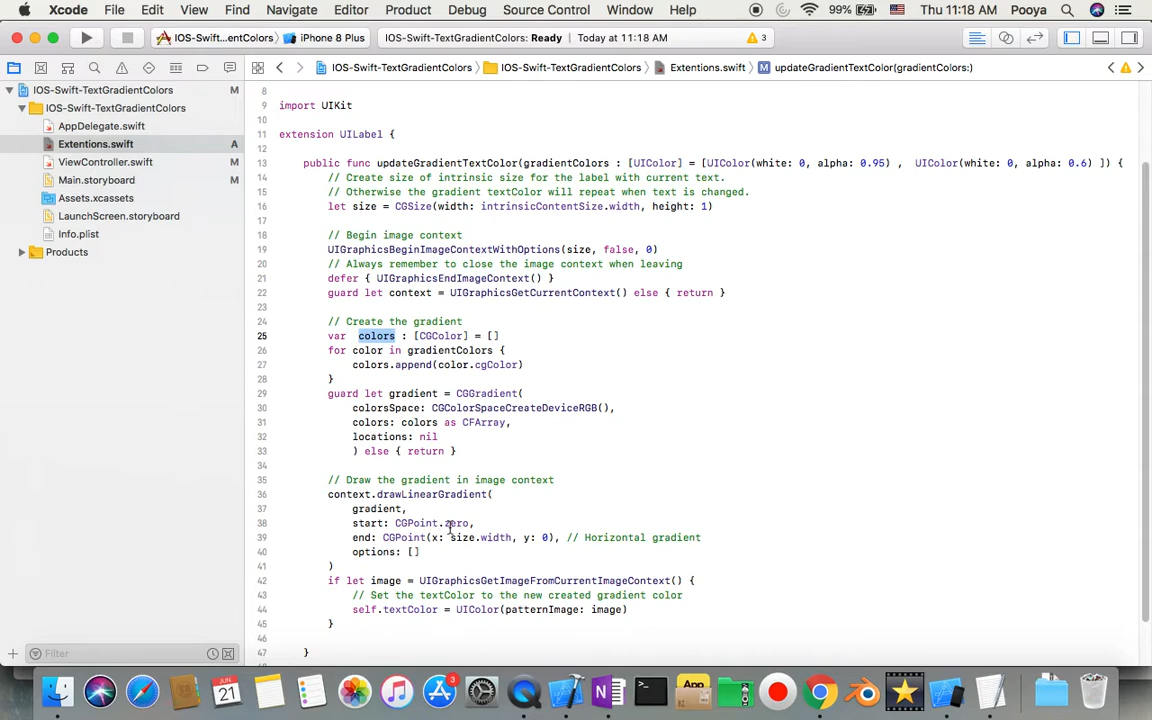 Xcode File Edit View Find Navigate Editor Product Debug Source Control Window Help 99% Thu 11:18 AM Pooya
IOS-Swift...entColors iPhone 8 Plus IOS-Swift-TextGradientColors: Ready Today at 11:18 AM 3
IOS-Swift-TextGradientColors IOS-Swift-TextGradientColors Extentions.swift M updateGradientTextColor(gradientColors:)
IOS-Swift-TextGradientColors M
IOS-Swift-TextGradientColors
AppDelegate.swift
Extentions.swift A
ViewController.swift M
Main.storyboard M
Assets.xcassets
LaunchScreen.storyboard
Info.plist
Products
Filter
8
9 import UIKit
10
11 extension UILabel {
12
13 public func updateGradientTextColor(gradientColors : [UIColor] = [UIColor(white: 0, alpha: 0.95) , UIColor(white: 0, alpha: 0.6) ]) {
14 // Create size of intrinsic size for the label with current text.
15 // Otherwise the gradient textColor will repeat when text is changed.
16 let size = CGSize(width: intrinsicContentSize.width, height: 1)
17
18 // Begin image context
19 UIGraphicsBeginImageContextWithOptions(size, false, 0)
20 // Always remember to close the image context when leaving
21 defer { UIGraphicsEndImageContext() }
22 guard let context = UIGraphicsGetCurrentContext() else { return }
23
24 // Create the gradient
25 var colors : [CGColor] = []
26 for color in gradientColors {
27 colors.append(color.cgColor)
28 }
29 guard let gradient = CGGradient(
30 colorsSpace: CGColorSpaceCreateDeviceRGB(),
31 colors: colors as CFArray,
32 locations: nil
33 ) else { return }
34
35 // Draw the gradient in image context
36 context.drawLinearGradient(
37 gradient,
38 start: CGPoint.zero,
39 end: CGPoint(x: size.width, y: 0), // Horizontal gradient
40 options: []
41 )
42 if let image = UIGraphicsGetImageFromCurrentImageContext() {
43 // Set the textColor to the new created gradient color
44 self.textColor = UIColor(patternImage: image)
45 }
46
47 }
21
3
App